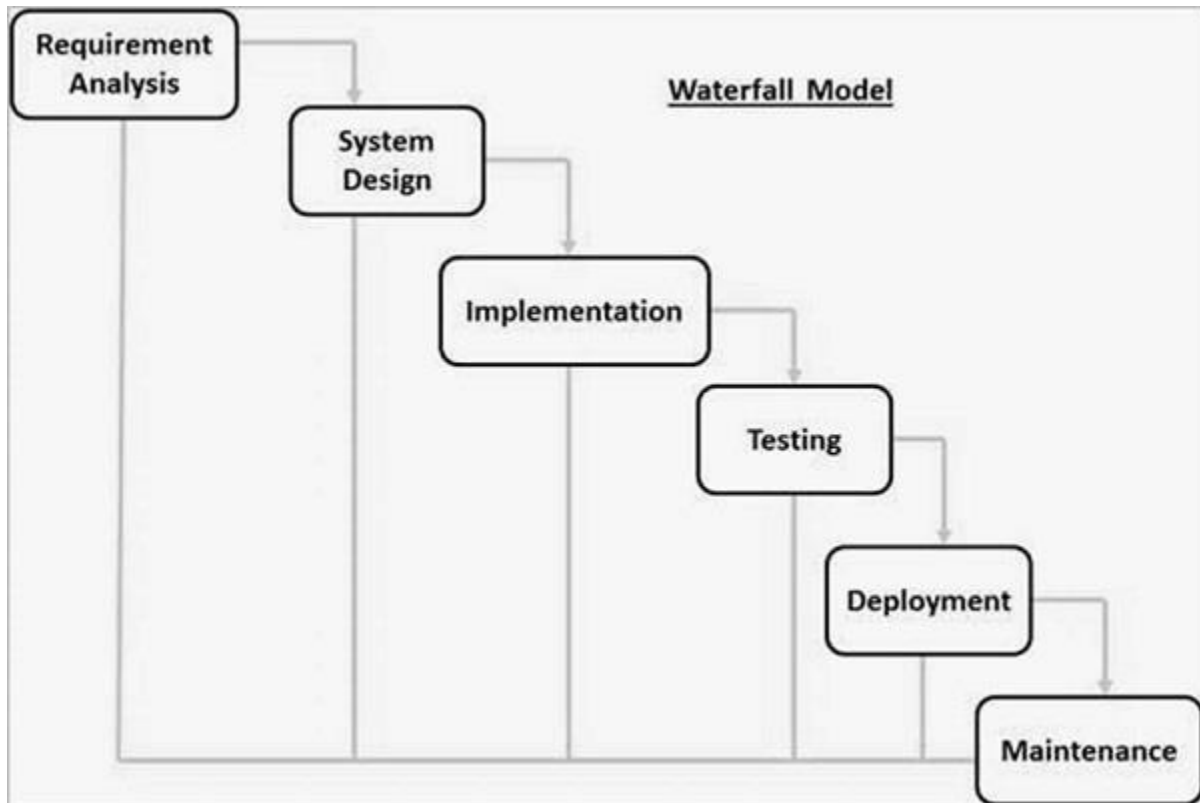 Requirement
Analysis
Waterfall Model
System
Design
Implementation
Testing
Deployment
Maintenance